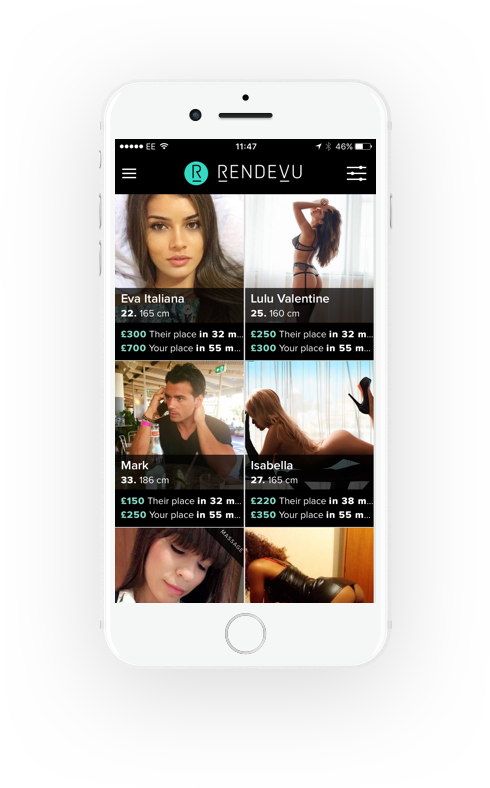 ●●●●● EE 11:47 46%
R RENDEVU
Eva Italiana
22. 165 cm
£300 Their place in 32 m...
£700 Your place in 55 m...
Lulu Valentine
25. 160 cm
£250 Their place in 32 m...
£300 Your place in 55 m...
Mark
33. 186 cm
£150 Their place in 32 m...
£250 Your place in 55 m...
Isabella
27. 165 cm
£220 Their place in 38 m...
£350 Your place in 55 m...
MASSAGE